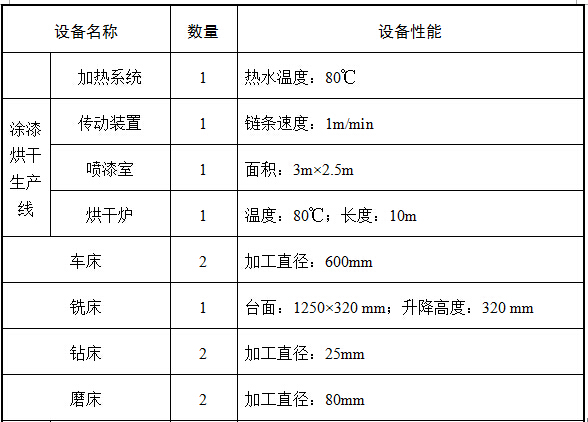 设备名称 数量 设备性能
加热系统 1 热水温度：80℃
涂漆烘干生产线 传动装置 1 链条速度：1m/min
喷漆室 1 面积：3m×2.5m
烘干炉 1 温度：80℃；长度：10m
车床 2 加工直径：600mm
铣床 1 台面：1250×320 mm；升降高度：320 mm
钻床 2 加工直径：25mm
磨床 2 加工直径：80mm